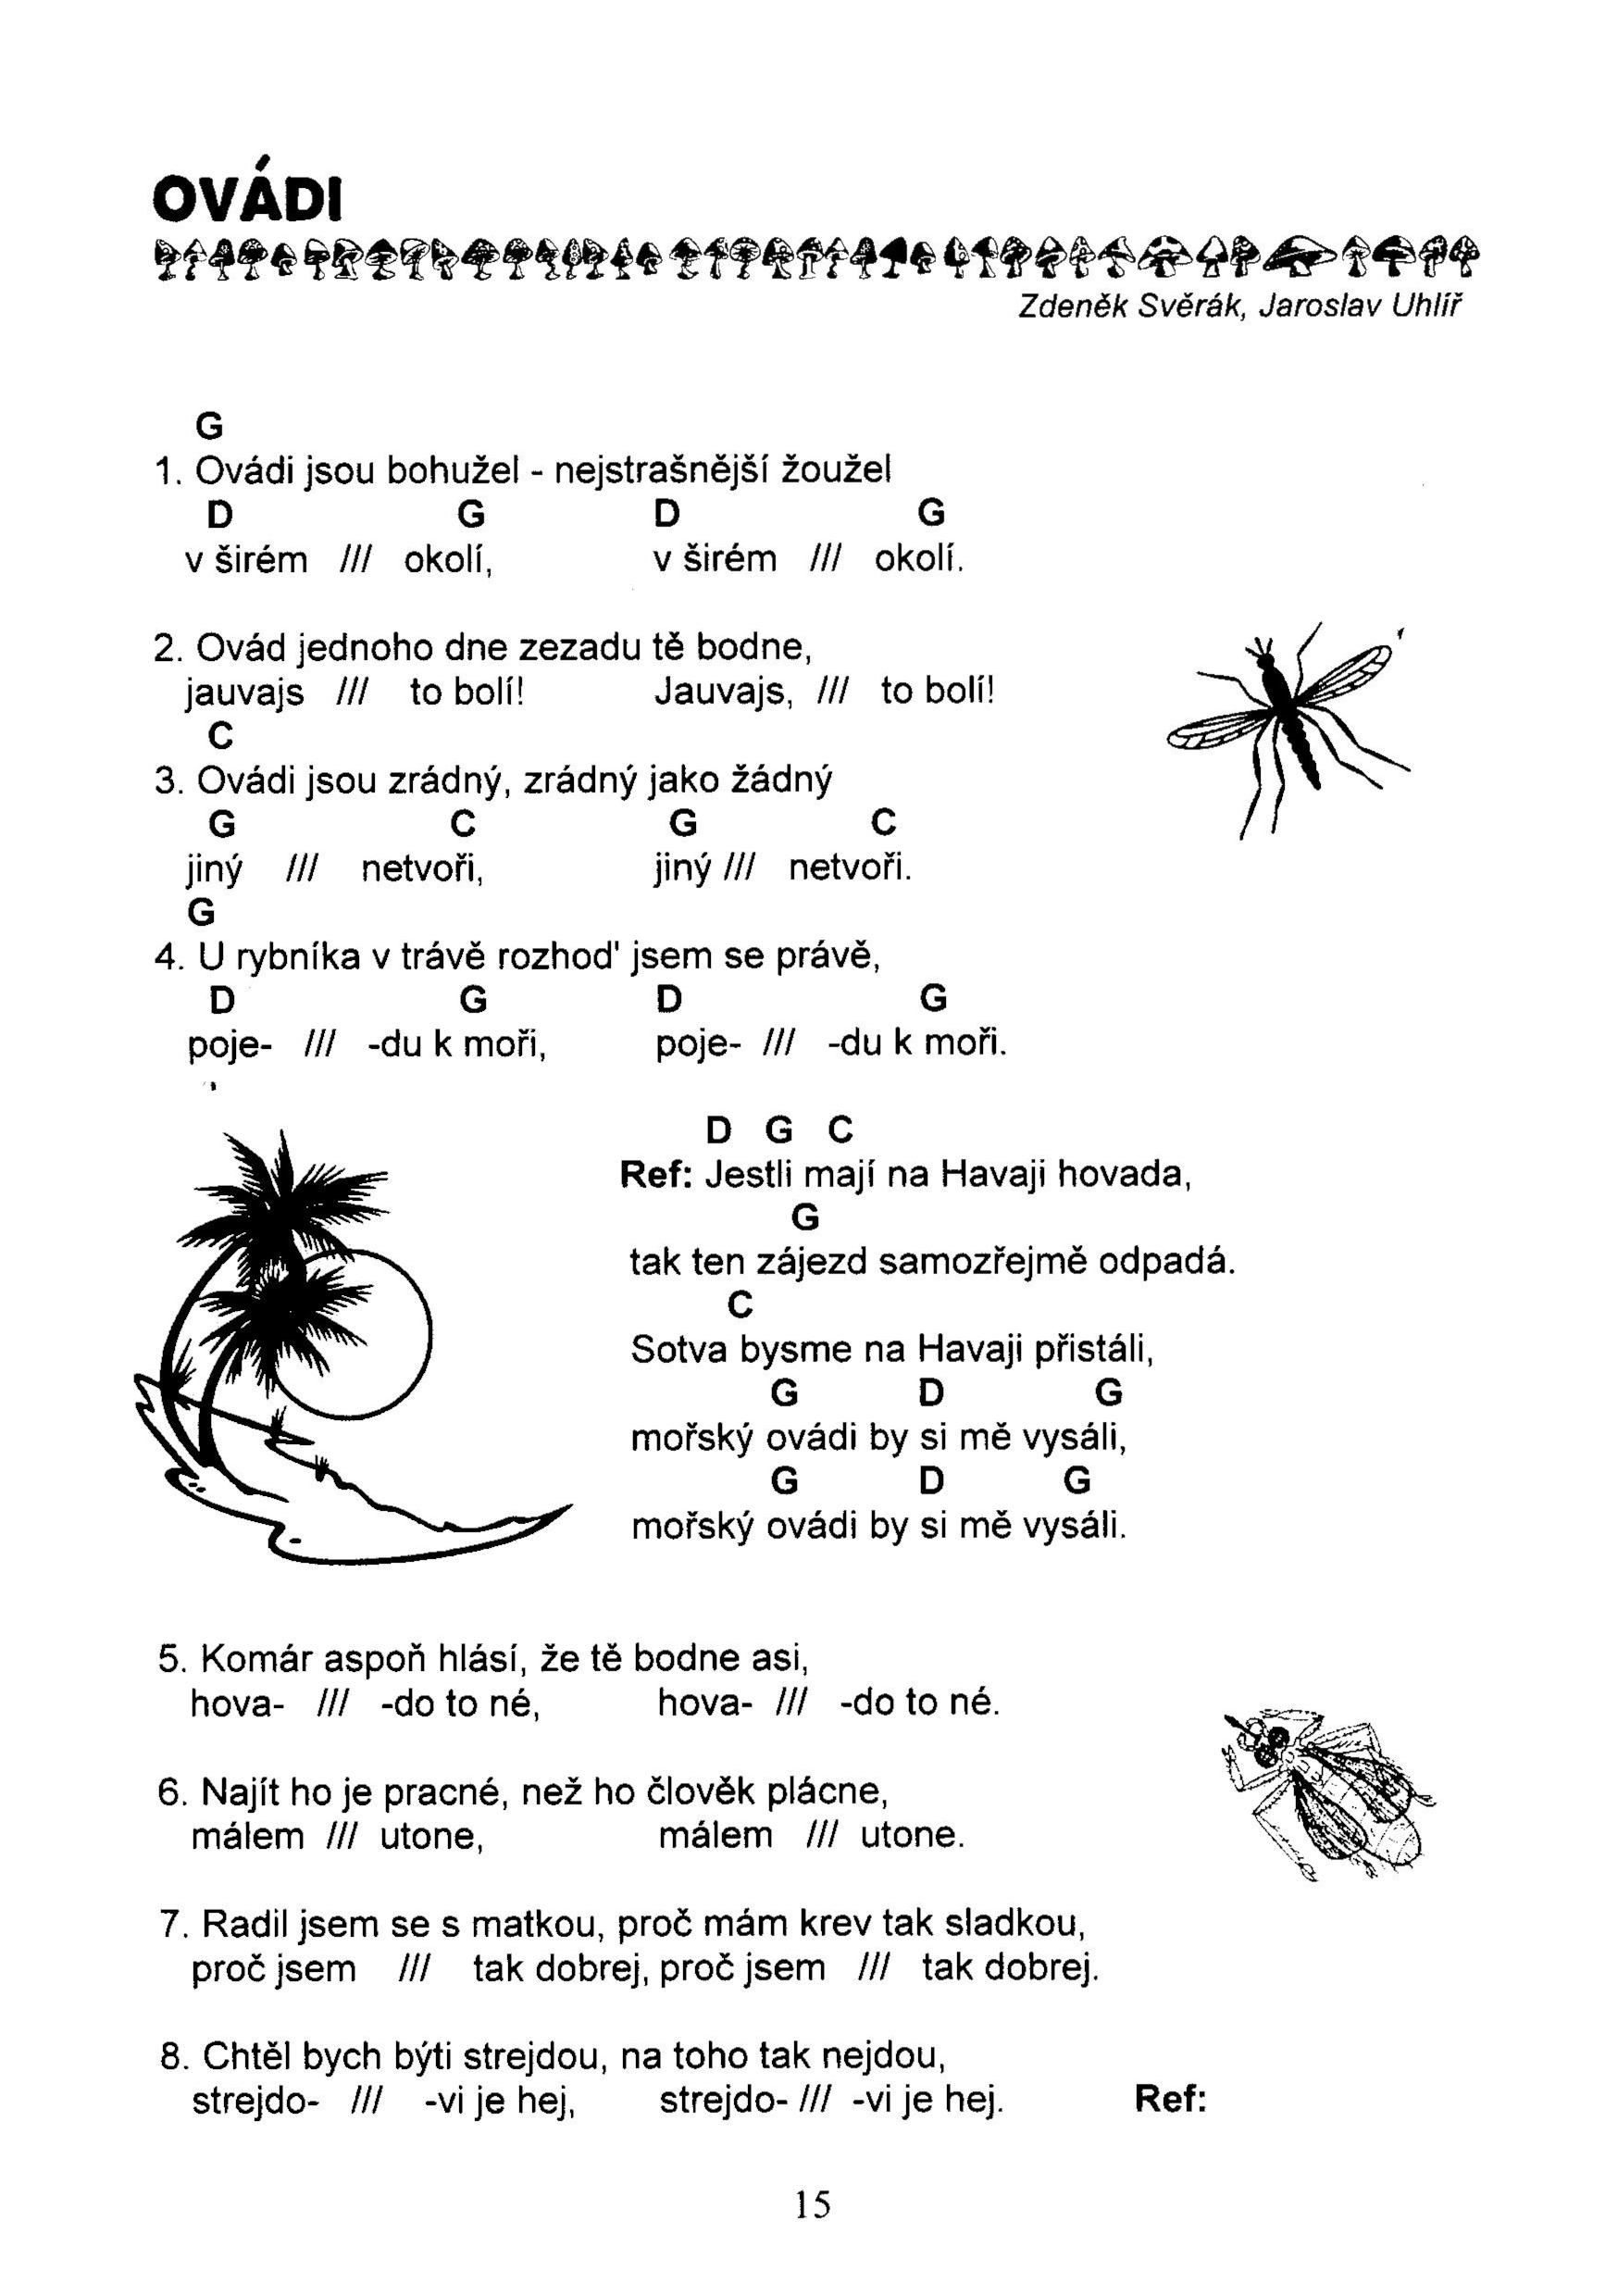 OVÁDI
Zdeněk Svěrák, Jaroslav Uhlíř
G
1. Ovádi jsou bohužel - nejstrašnější žoužel
D G D G
v širém /// okolí, v širém /// okolí.
2. Ovád jednoho dne zezadu tě bodne,
jauvajs /// to bolí! Jauvajs, /// to bolí!
C
3. Ovádi jsou zrádný, zrádný jako žádný
G C G C
jiný /// netvoři, jiný /// netvoři.
G
4. U rybníka v trávě rozhod' jsem se právě,
D G D G
poje- /// -du k moři, poje- /// -du k moři.
D G C
Ref: Jestli mají na Havaji hovada,
G
tak ten zájezd samozřejmě odpadá.
C
Sotva bysme na Havaji přistáli,
G D G
mořský ovádi by si mě vysáli,
G D G
mořský ovádi by si mě vysáli.
5. Komár aspoň hlásí, že tě bodne asi,
hova- /// -do to né, hova- /// -do to né.
6. Najít ho je pracné, než ho člověk plácne,
málem /// utone, málem /// utone.
7. Radil jsem se s matkou, proč mám krev tak sladkou,
proč jsem /// tak dobrej, proč jsem /// tak dobrej.
8. Chtěl bych býti strejdou, na toho tak nejdou,
strejdo- /// -vi je hej, strejdo- /// -vi je hej. Ref:
15